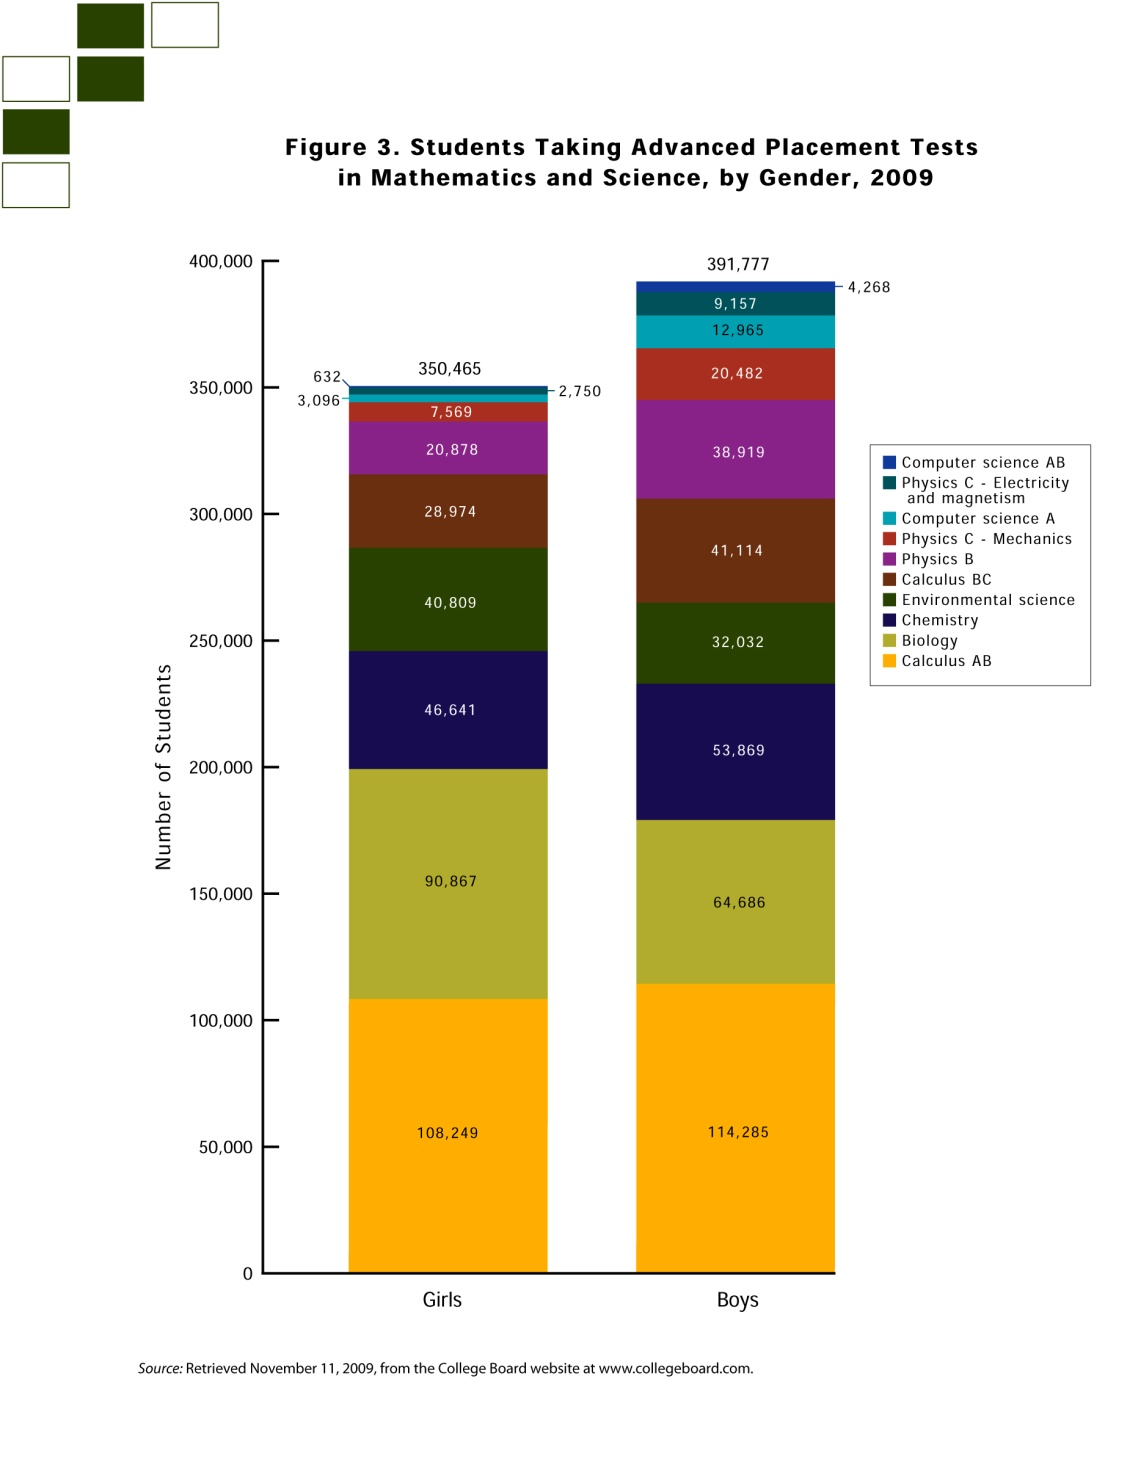 Figure 3. Students Taking Advanced Placement Tests
in Mathematics and Science, by Gender, 2009
400,000
350,000
300,000
250,000
200,000
150,000
100,000
50,000
0
Number of Students
350,465
632
2,750
3,096
7,569
20,878
28,974
40,809
46,641
90,867
108,249
Girls
391,777
4,268
9,157
12,965
20,482
38,919
41,114
32,032
53,869
64,686
114,285
Boys
Computer science AB
Physics C - Electricity
and magnetism
Computer science A
Physics C - Mechanics
Physics B
Calculus BC
Environmental science
Chemistry
Biology
Calculus AB
Source: Retrieved November 11, 2009, from the College Board website at www.collegeboard.com.